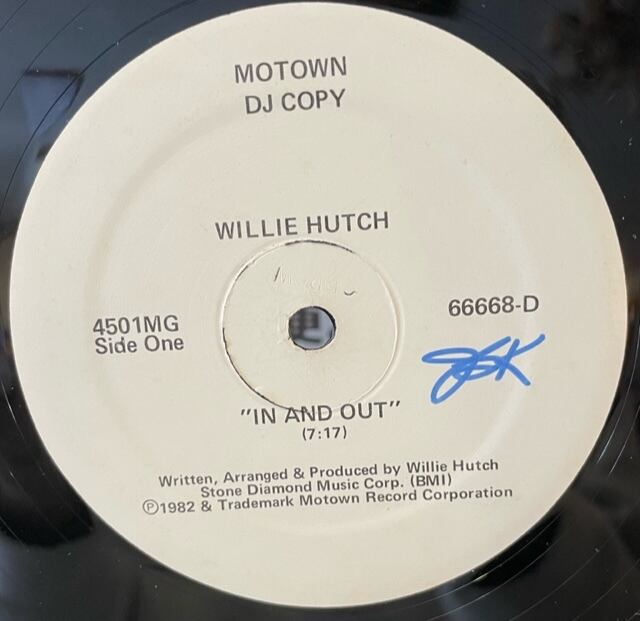 MOTOWN
DJ COPY
WILLIE HUTCH
4501MG
Side One
66668-D
"IN AND OUT"
(7:17)
Written, Arranged & Produced by Willie Hutch
Stone Diamond Music Corp. (BMI)
Ⓟ1982 & Trademark Motown Record Corporation